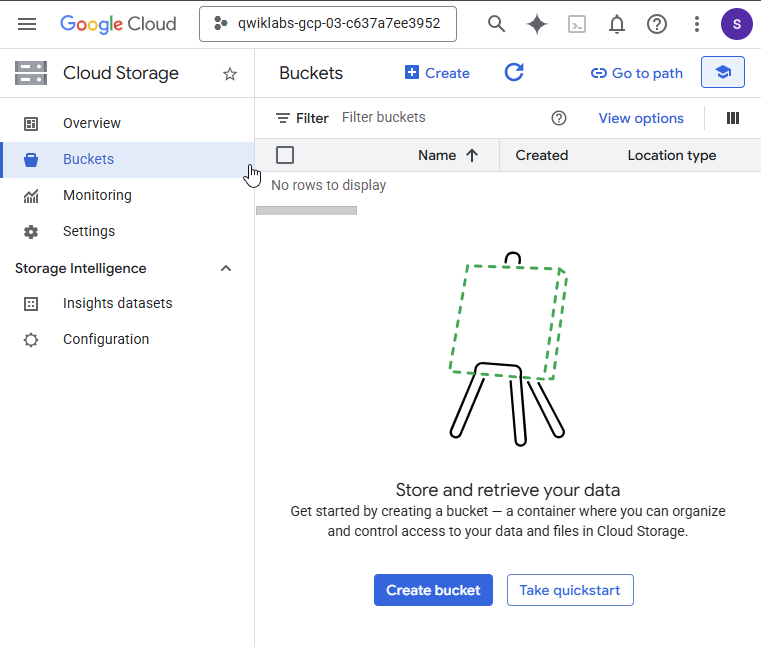 Google Cloud
qwiklabs-gcp-03-c637a7ee3952
S
Cloud Storage
Buckets
Create
Go to path
Overview
Buckets
Monitoring
Settings
Storage Intelligence
Insights datasets
Configuration
Filter
Filter buckets
View options
Name
Created
Location type
No rows to display
Store and retrieve your data
Get started by creating a bucket — a container where you can organize
and control access to your data and files in Cloud Storage.
Create bucket
Take quickstart